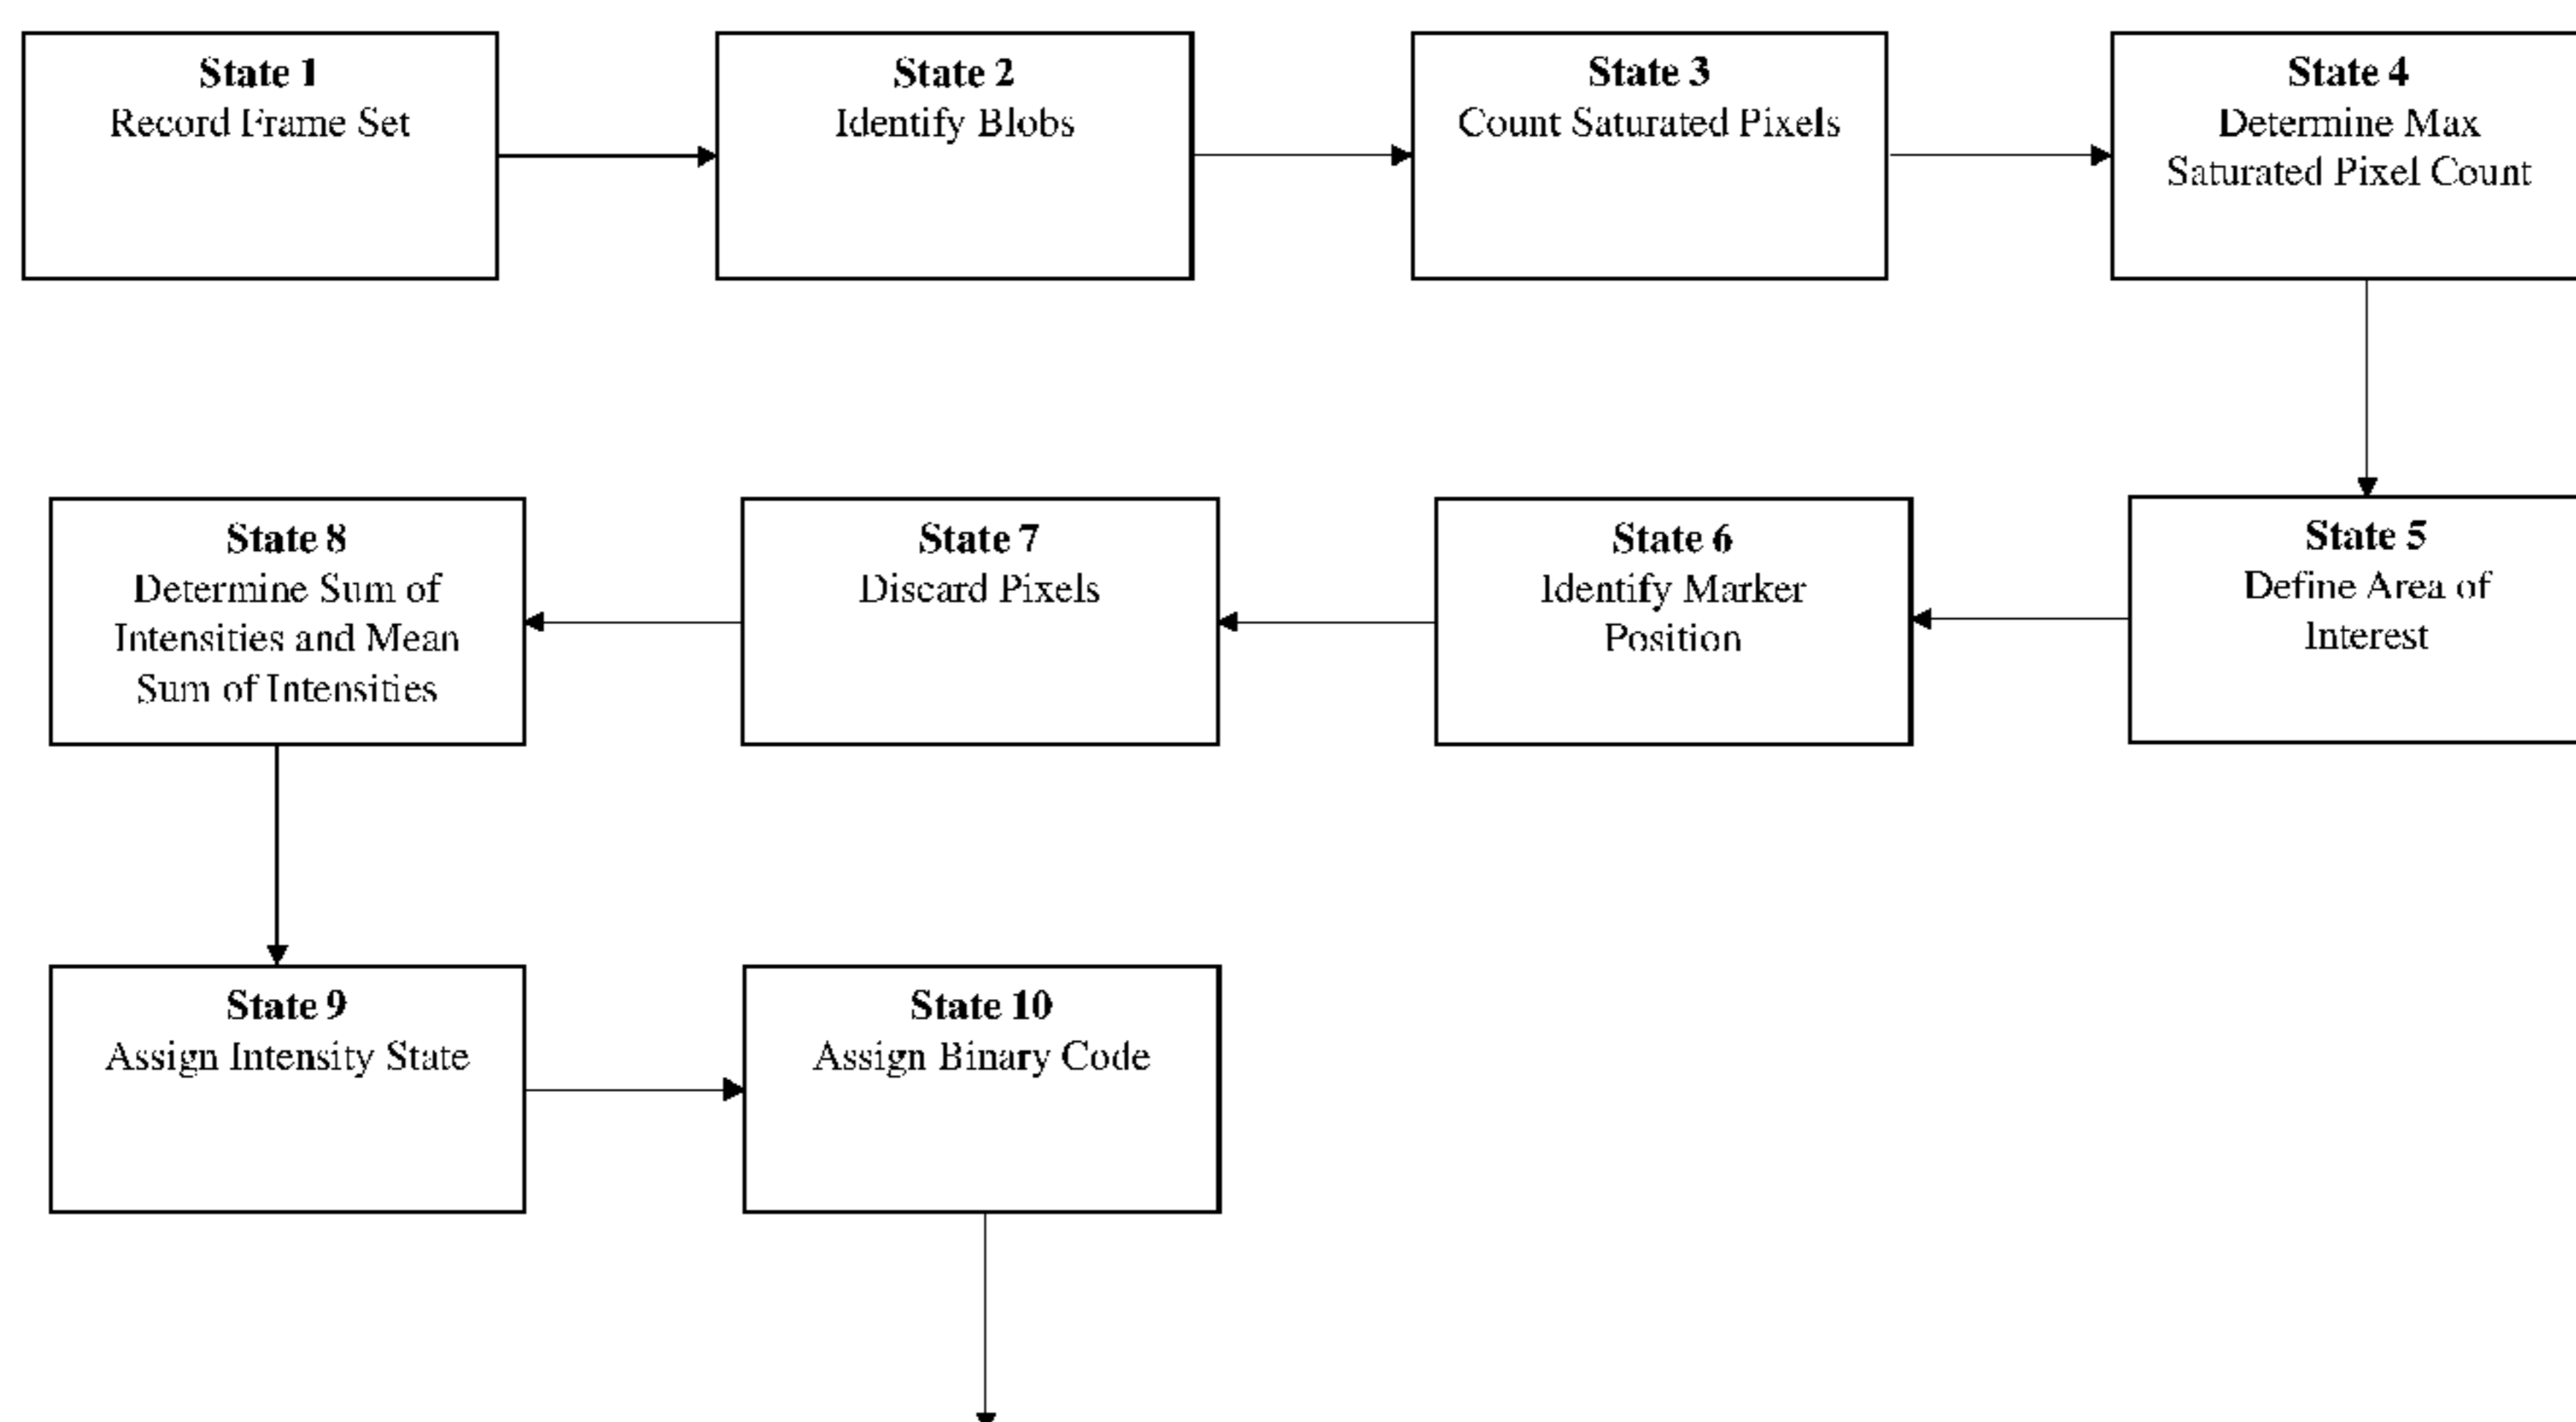 State 1
Record Frame Set
State 2
Identify Blobs
State 3
Count Saturated Pixels
State 4
Determine Max
Saturated Pixel Count
State 5
Define Area of
Interest
State 6
Identify Marker
Position
State 7
Discard Pixels
State 8
Determine Sum of
Intensities and Mean
Sum of Intensities
State 9
Assign Intensity State
State 10
Assign Binary Code